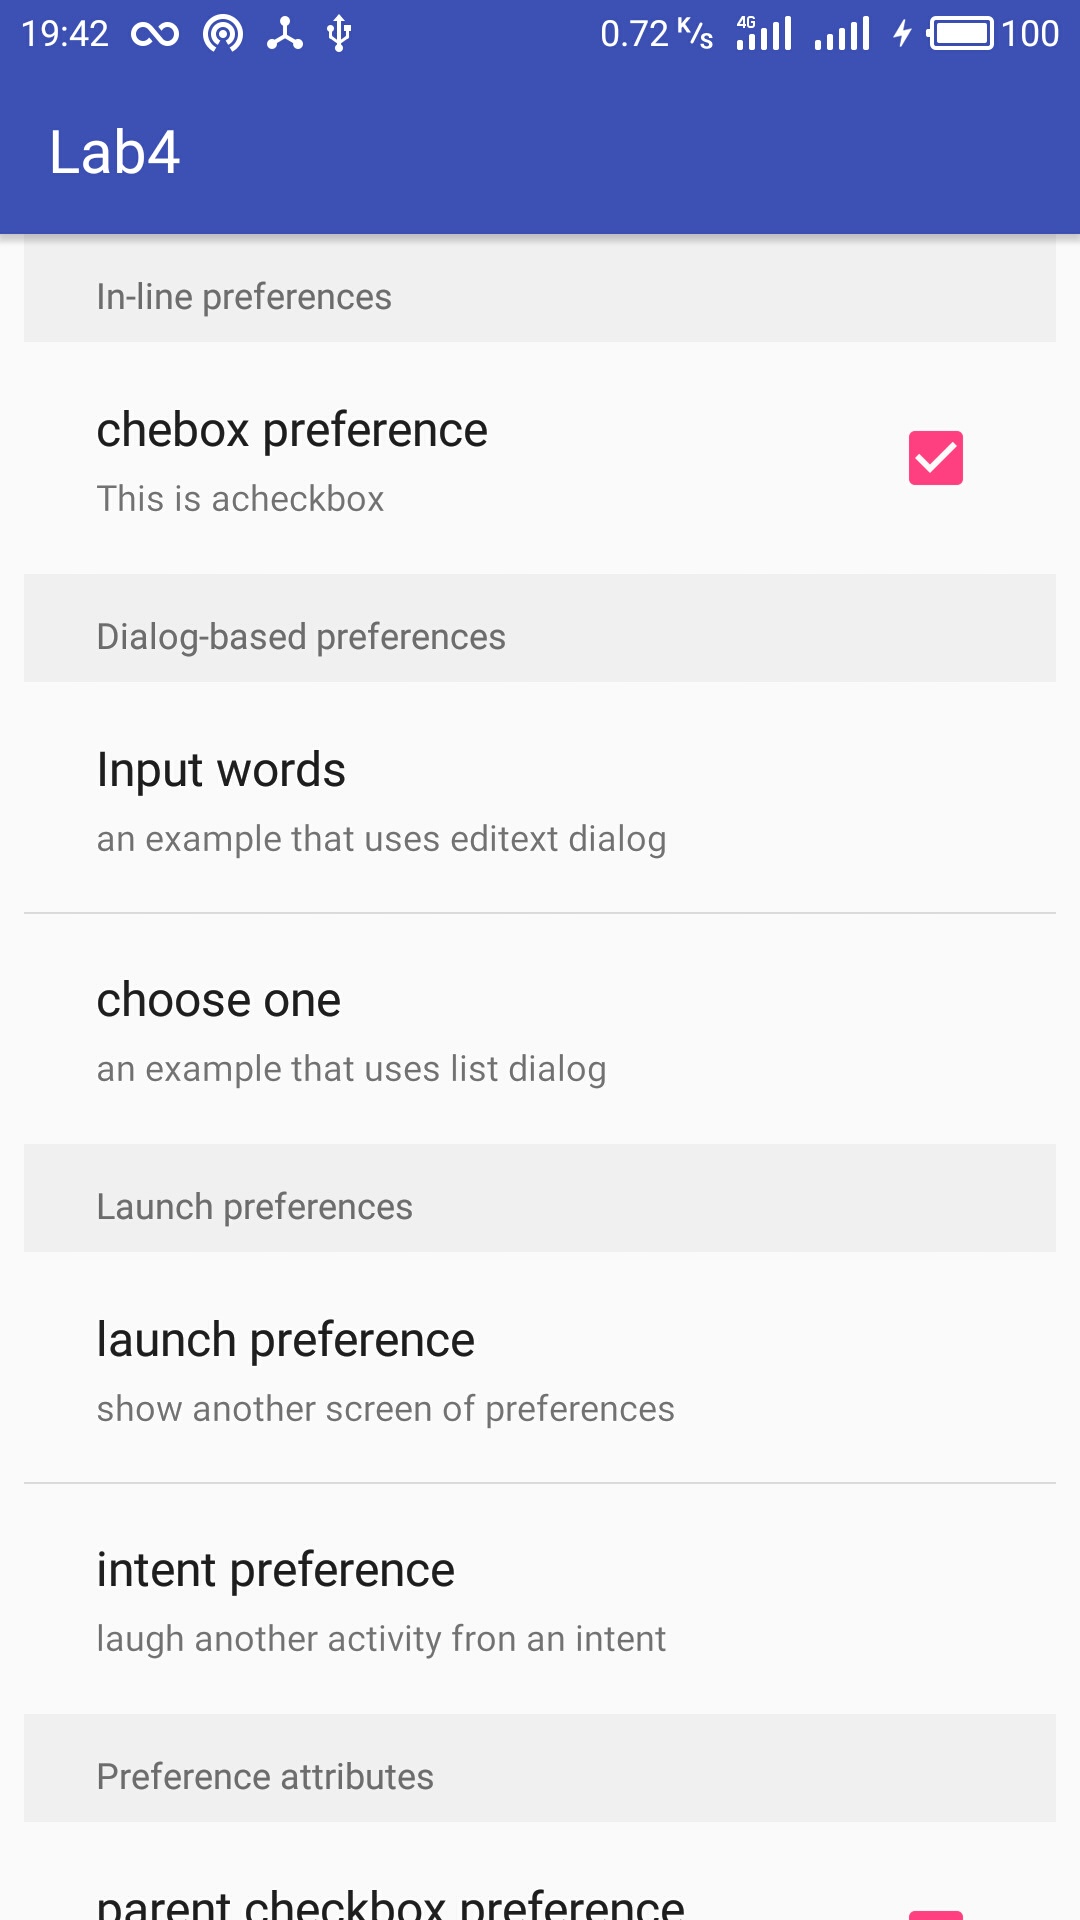 19:42 0.72 K/s 4G 100
Lab4
In-line preferences
chebox preference
This is acheckbox
Dialog-based preferences
Input words
an example that uses editext dialog
choose one
an example that uses list dialog
Launch preferences
launch preference
show another screen of preferences
intent preference
laugh another activity fron an intent
Preference attributes
parent checkbox preference